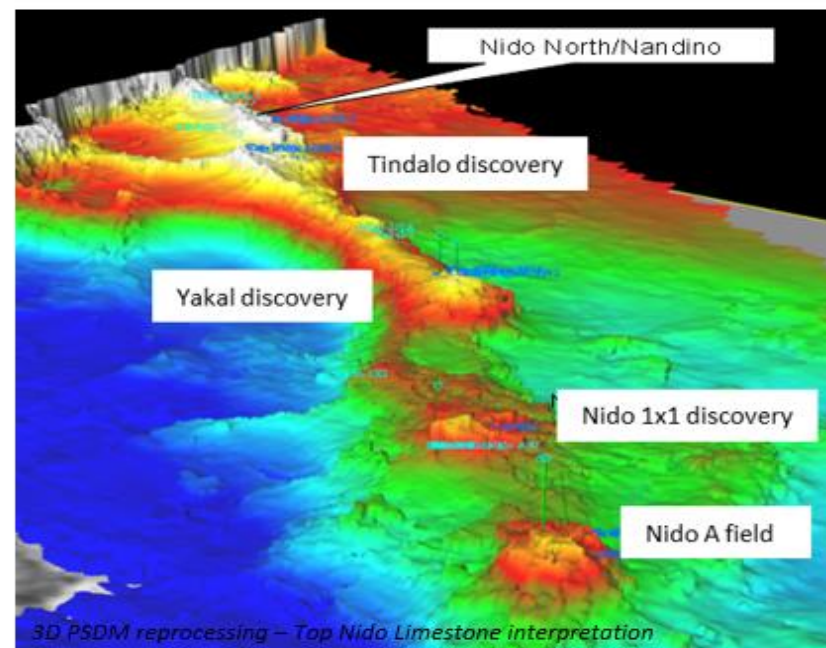 Nido North/Nandino
Tindalo discovery
Yakal discovery
Nido 1x1 discovery
Nido A field
3D PSDM reprocessing – Top Nido Limestone interpretation